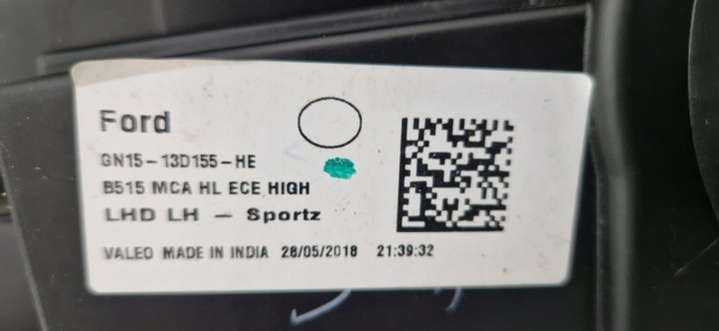 Ford
GN15-13D155-HE
B515 MCA HL ECE HIGH
LHD LH - Sportz
VALEO MADE IN INDIA 28/05/2018 21:39:32